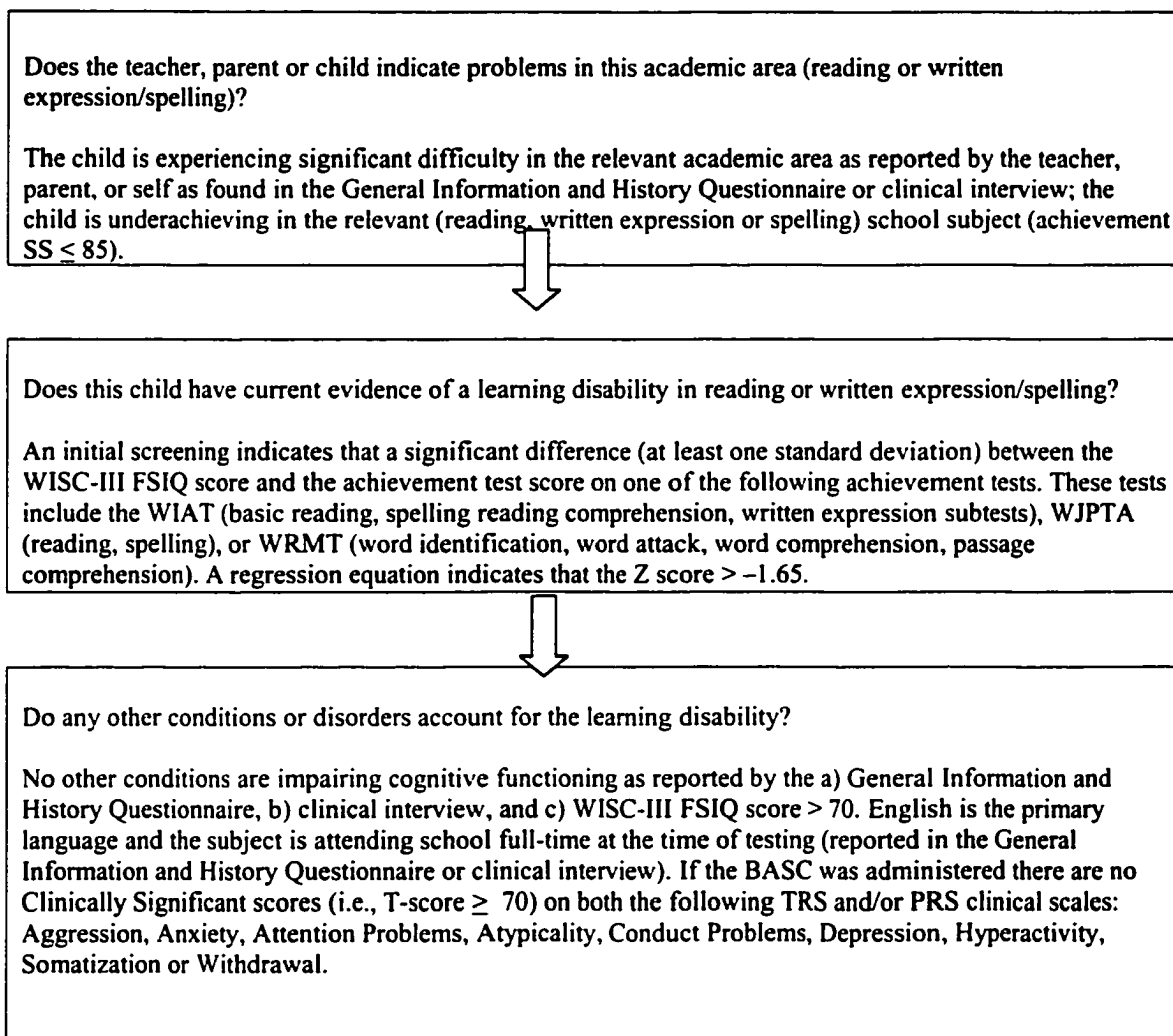 Does the teacher, parent or child indicate problems in this academic area (reading or written
expression/spelling)?
The child is experiencing significant difficulty in the relevant academic area as reported by the teacher,
parent, or self as found in the General Information and History Questionnaire or clinical interview; the
child is underachieving in the relevant (reading, written expression or spelling) school subject (achievement
SS ≤ 85).
Does this child have current evidence of a learning disability in reading or written expression/spelling?
An initial screening indicates that a significant difference (at least one standard deviation) between the
WISC-III FSIQ score and the achievement test score on one of the following achievement tests. These tests
include the WIAT (basic reading, spelling reading comprehension, written expression subtests), WJPTA
(reading, spelling), or WRMT (word identification, word attack, word comprehension, passage
comprehension). A regression equation indicates that the Z score > –1.65.
Do any other conditions or disorders account for the learning disability?
No other conditions are impairing cognitive functioning as reported by the a) General Information and
History Questionnaire, b) clinical interview, and c) WISC-III FSIQ score > 70. English is the primary
language and the subject is attending school full-time at the time of testing (reported in the General
Information and History Questionnaire or clinical interview). If the BASC was administered there are no
Clinically Significant scores (i.e., T-score ≥ 70) on both the following TRS and/or PRS clinical scales:
Aggression, Anxiety, Attention Problems, Atypicality, Conduct Problems, Depression, Hyperactivity,
Somatization or Withdrawal.